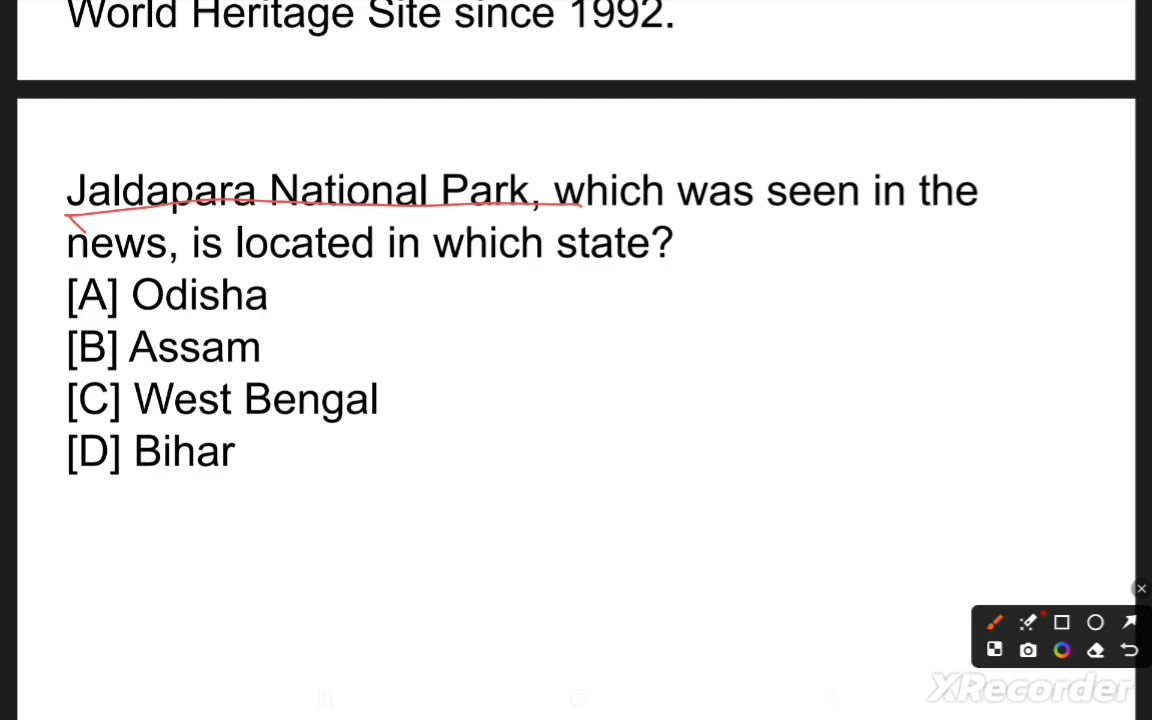 World Heritage Site since 1992.
Jaldapara National Park, which was seen in the
news, is located in which state?
[A] Odisha
[B] Assam
[C] West Bengal
[D] Bihar
XRecorder